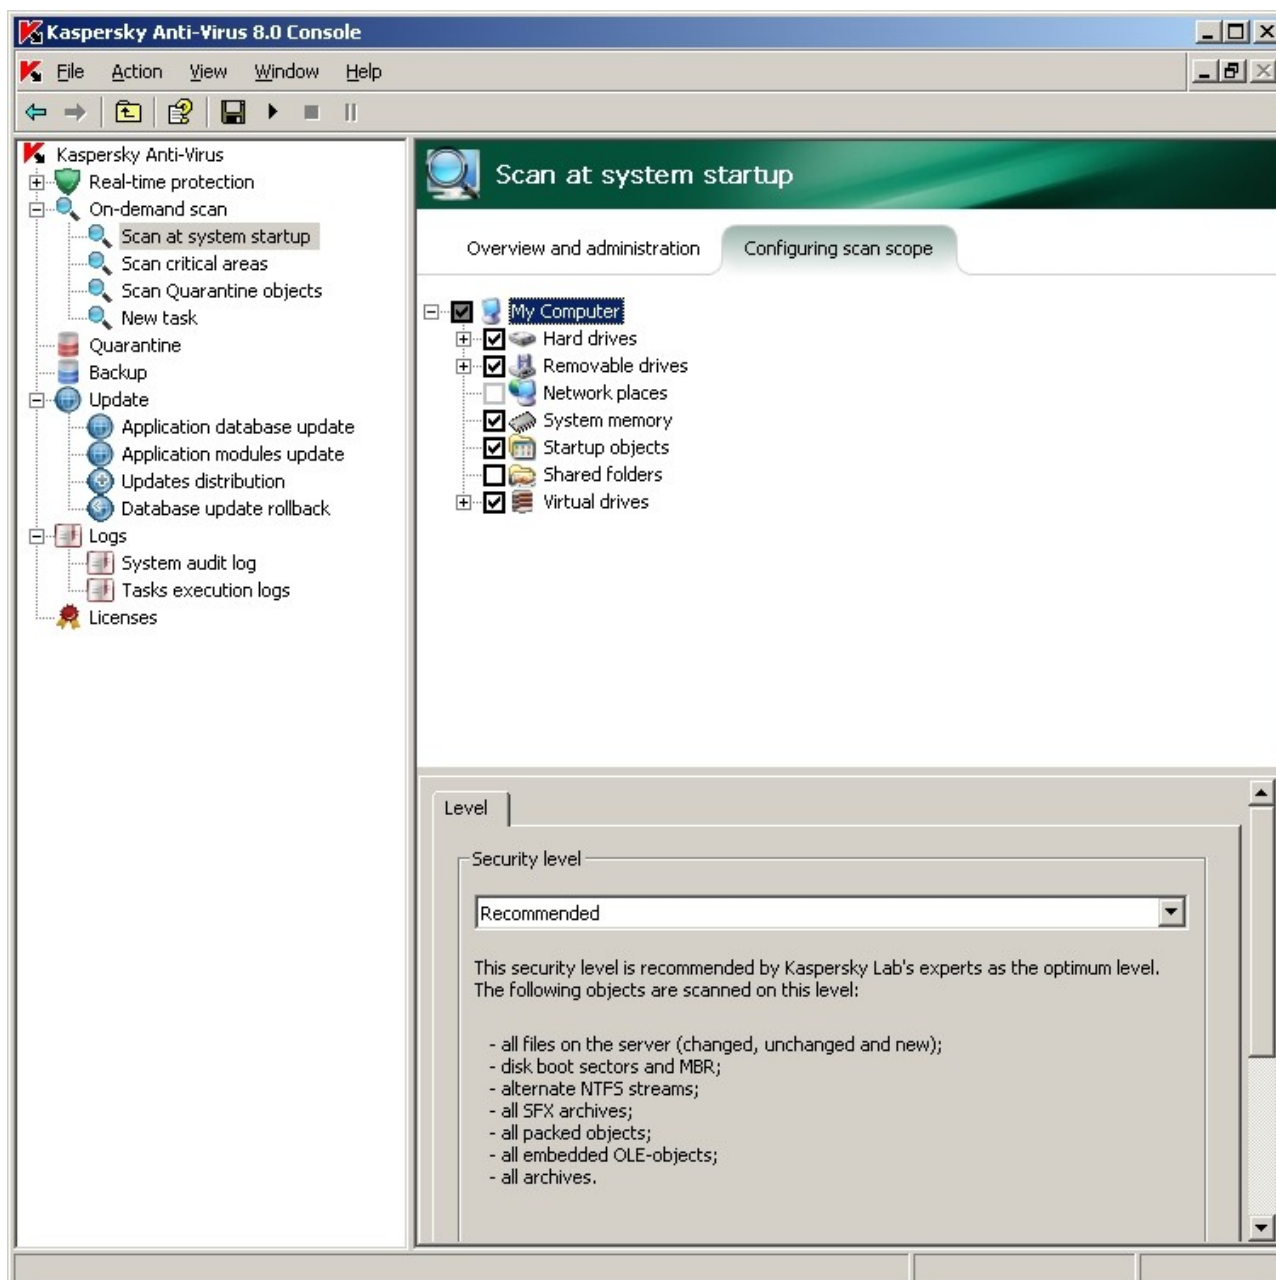 Kaspersky Anti-Virus 8.0 Console
File Action View Window Help
Kaspersky Anti-Virus
Real-time protection
On-demand scan
Scan at system startup
Scan critical areas
Scan Quarantine objects
New task
Quarantine
Backup
Update
Application database update
Application modules update
Updates distribution
Database update rollback
Logs
System audit log
Tasks execution logs
Licenses
Scan at system startup
Overview and administration
Configuring scan scope
My Computer
Hard drives
Removable drives
Network places
System memory
Startup objects
Shared folders
Virtual drives
Level
Security level
Recommended
This security level is recommended by Kaspersky Lab's experts as the optimum level.
The following objects are scanned on this level:
- all files on the server (changed, unchanged and new);
- disk boot sectors and MBR;
- alternate NTFS streams;
- all SFX archives;
- all packed objects;
- all embedded OLE-objects;
- all archives.